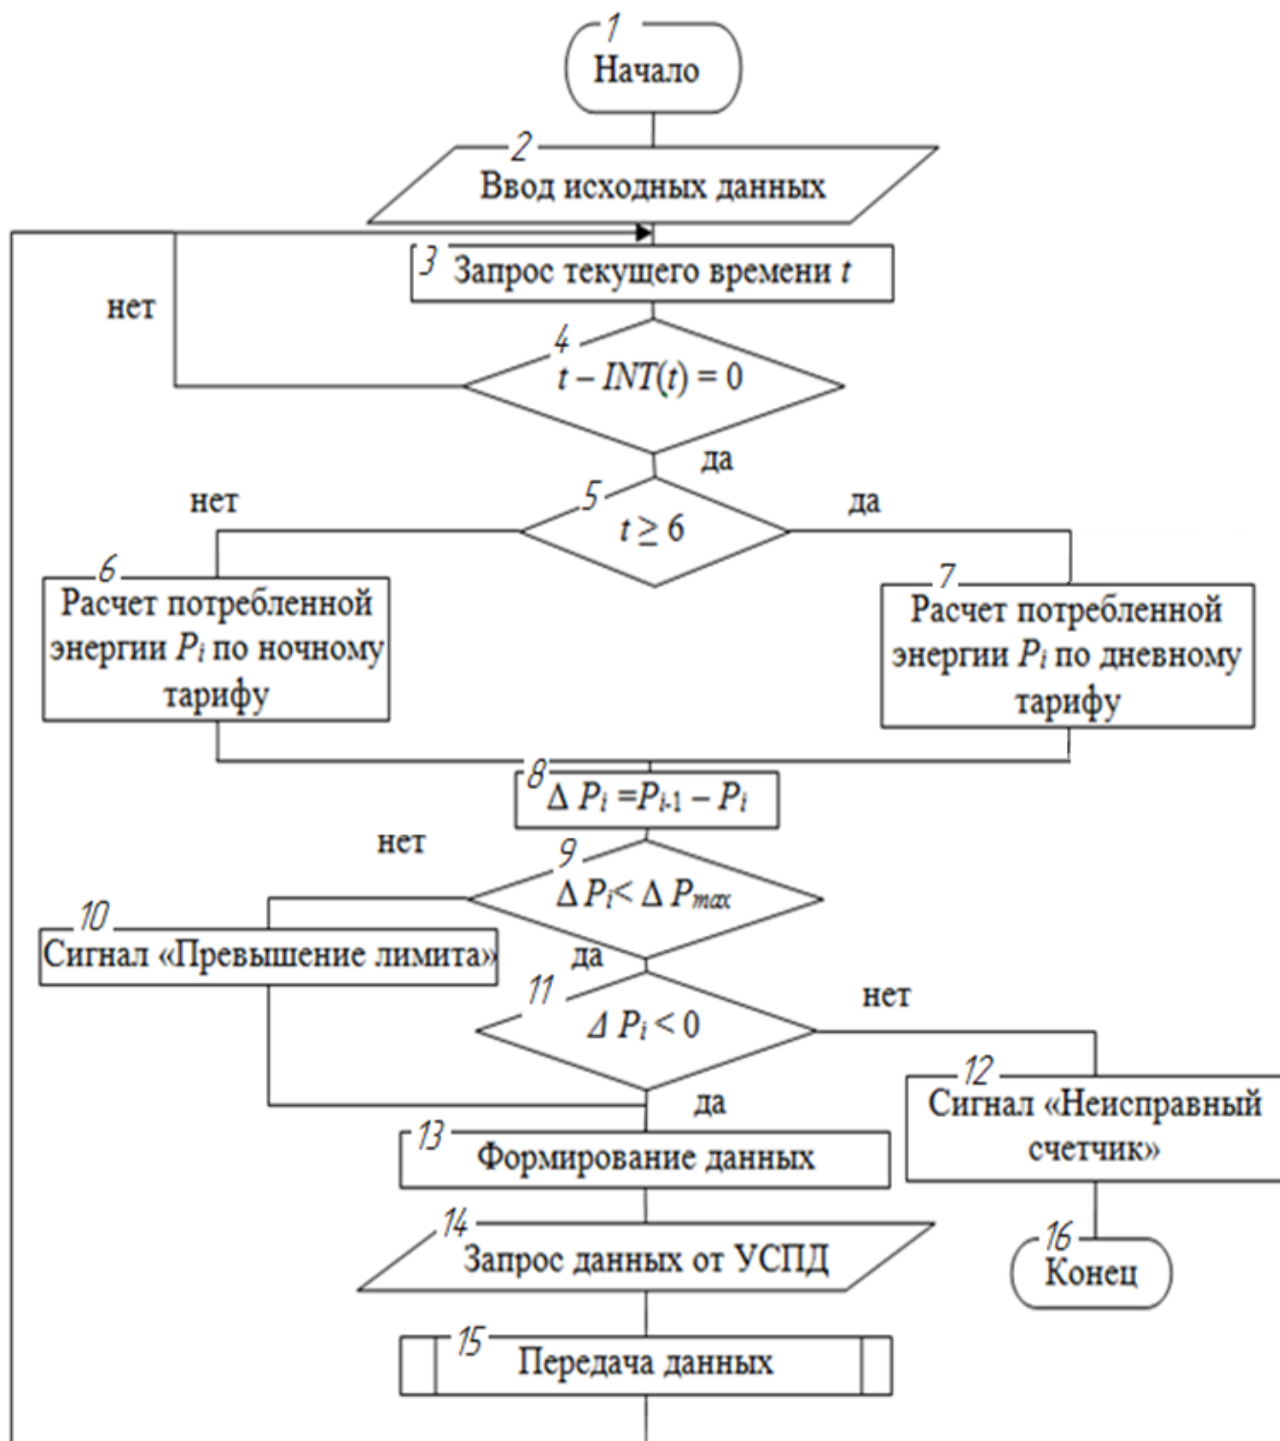 1
Начало
2
Ввод исходных данных
3 Запрос текущего времени t
нет
4
t – INT(t) = 0
да
5
нет
да
t ≥ 6
6
Расчет потребленной
энергии Pi по ночному
тарифу
7
Расчет потребленной
энергии Pi по дневному
тарифу
8
Δ Pi =Pi-1 – Pi
нет
9
Δ Pi< Δ Pmax
10
Сигнал «Превышение лимита»
да
11
нет
Δ Pi < 0
12
Сигнал «Неисправный
счетчик»
да
13
Формирование данных
14
Запрос данных от УСПД
16
Конец
15
Передача данных